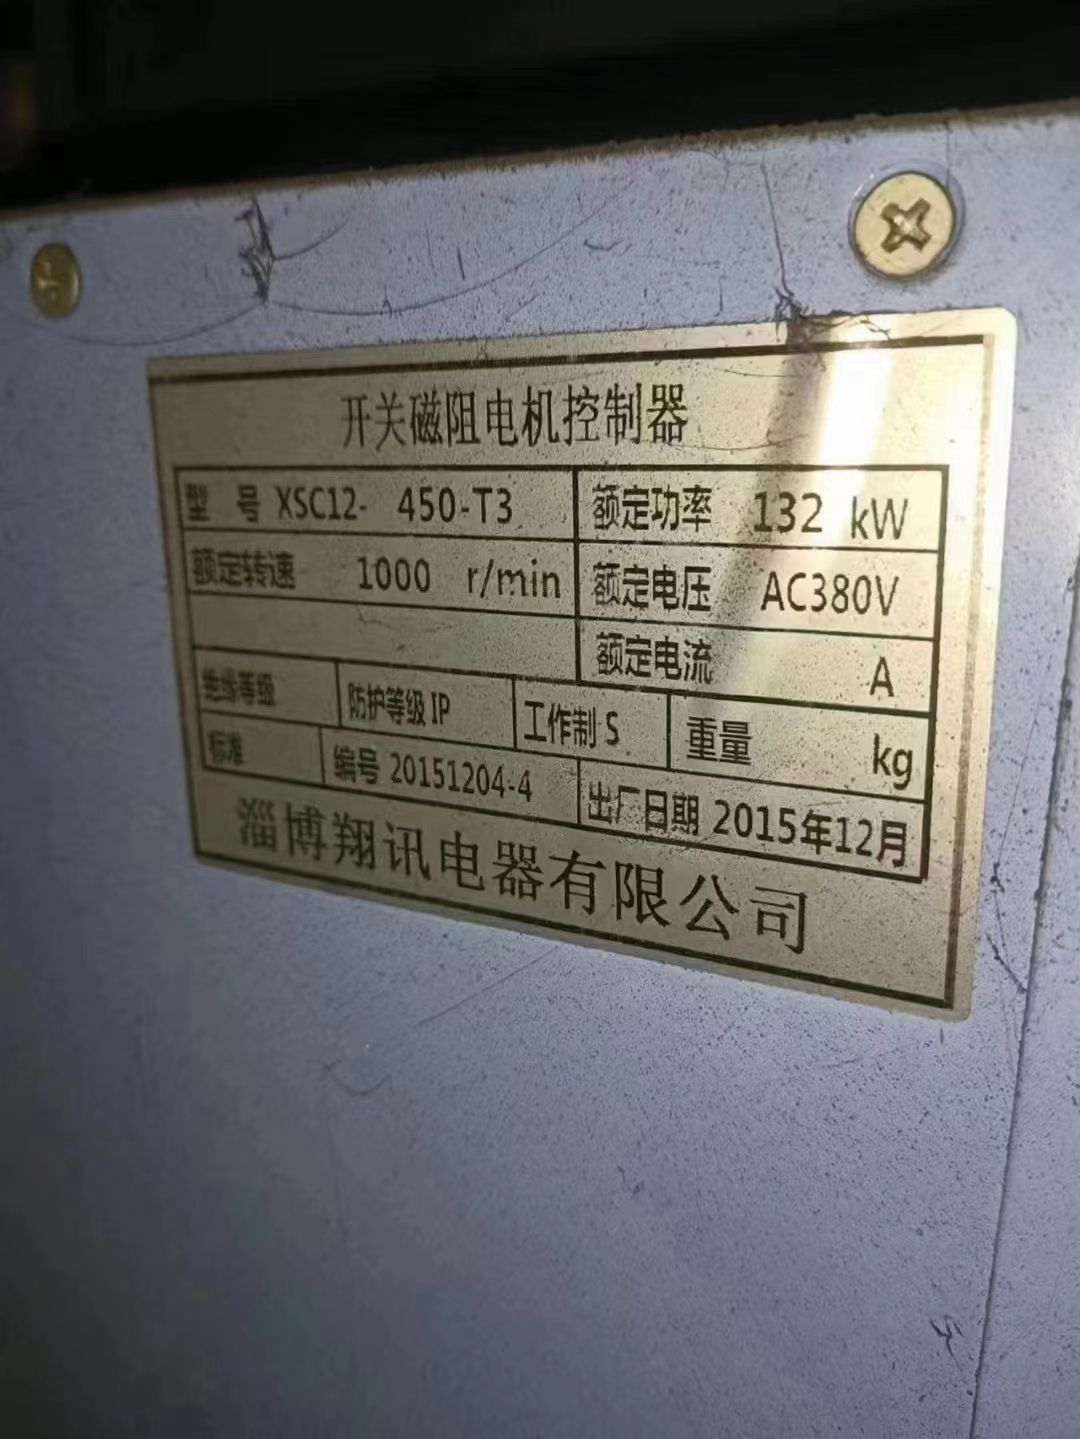 开关磁阻电机控制器
型 号 XSC12- 450-T3 额定功率 132 kW
额定转速 1000 r/min 额定电压 AC380V
额定电流 A
绝缘等级 防护等级 IP 工作制 S 重量 kg
标准 编号 20151204-4 出厂日期 2015年12月
淄博翔讯电器有限公司